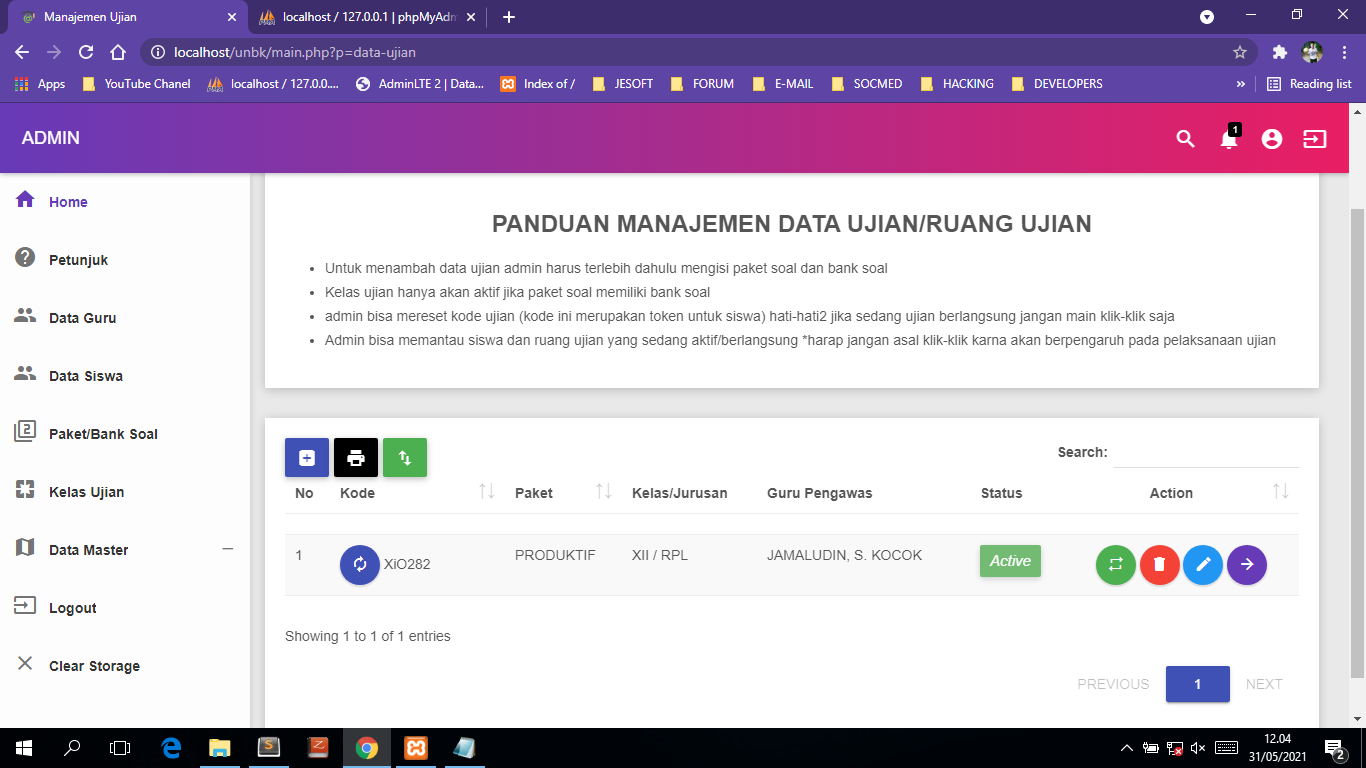 Manajemen Ujian
localhost / 127.0.0.1 | phpMyAdm
localhost/unbk/main.php?p=data-ujian
Apps YouTube Chanel localhost / 127.0.0.... AdminLTE 2 | Data... Index of / JESOFT FORUM E-MAIL SOCMED HACKING DEVELOPERS » Reading list
ADMIN
1
Home
Petunjuk
Data Guru
Data Siswa
2
Paket/Bank Soal
Kelas Ujian
Data Master
Logout
Clear Storage
PANDUAN MANAJEMEN DATA UJIAN/RUANG UJIAN
• Untuk menambah data ujian admin harus terlebih dahulu mengisi paket soal dan bank soal
• Kelas ujian hanya akan aktif jika paket soal memiliki bank soal
• admin bisa mereset kode ujian (kode ini merupakan token untuk siswa) hati-hati2 jika sedang ujian berlangsung jangan main klik-klik saja
• Admin bisa memantau siswa dan ruang ujian yang sedang aktif/berlangsung *harap jangan asal klik-klik karna akan berpengaruh pada pelaksanaan ujian
Search:
No Kode Paket Kelas/Jurusan Guru Pengawas Status Action
1 XiO282 PRODUKTIF XII / RPL JAMALUDIN, S. KOCOK Active
Showing 1 to 1 of 1 entries
PREVIOUS 1 NEXT
12.04
31/05/2021
2